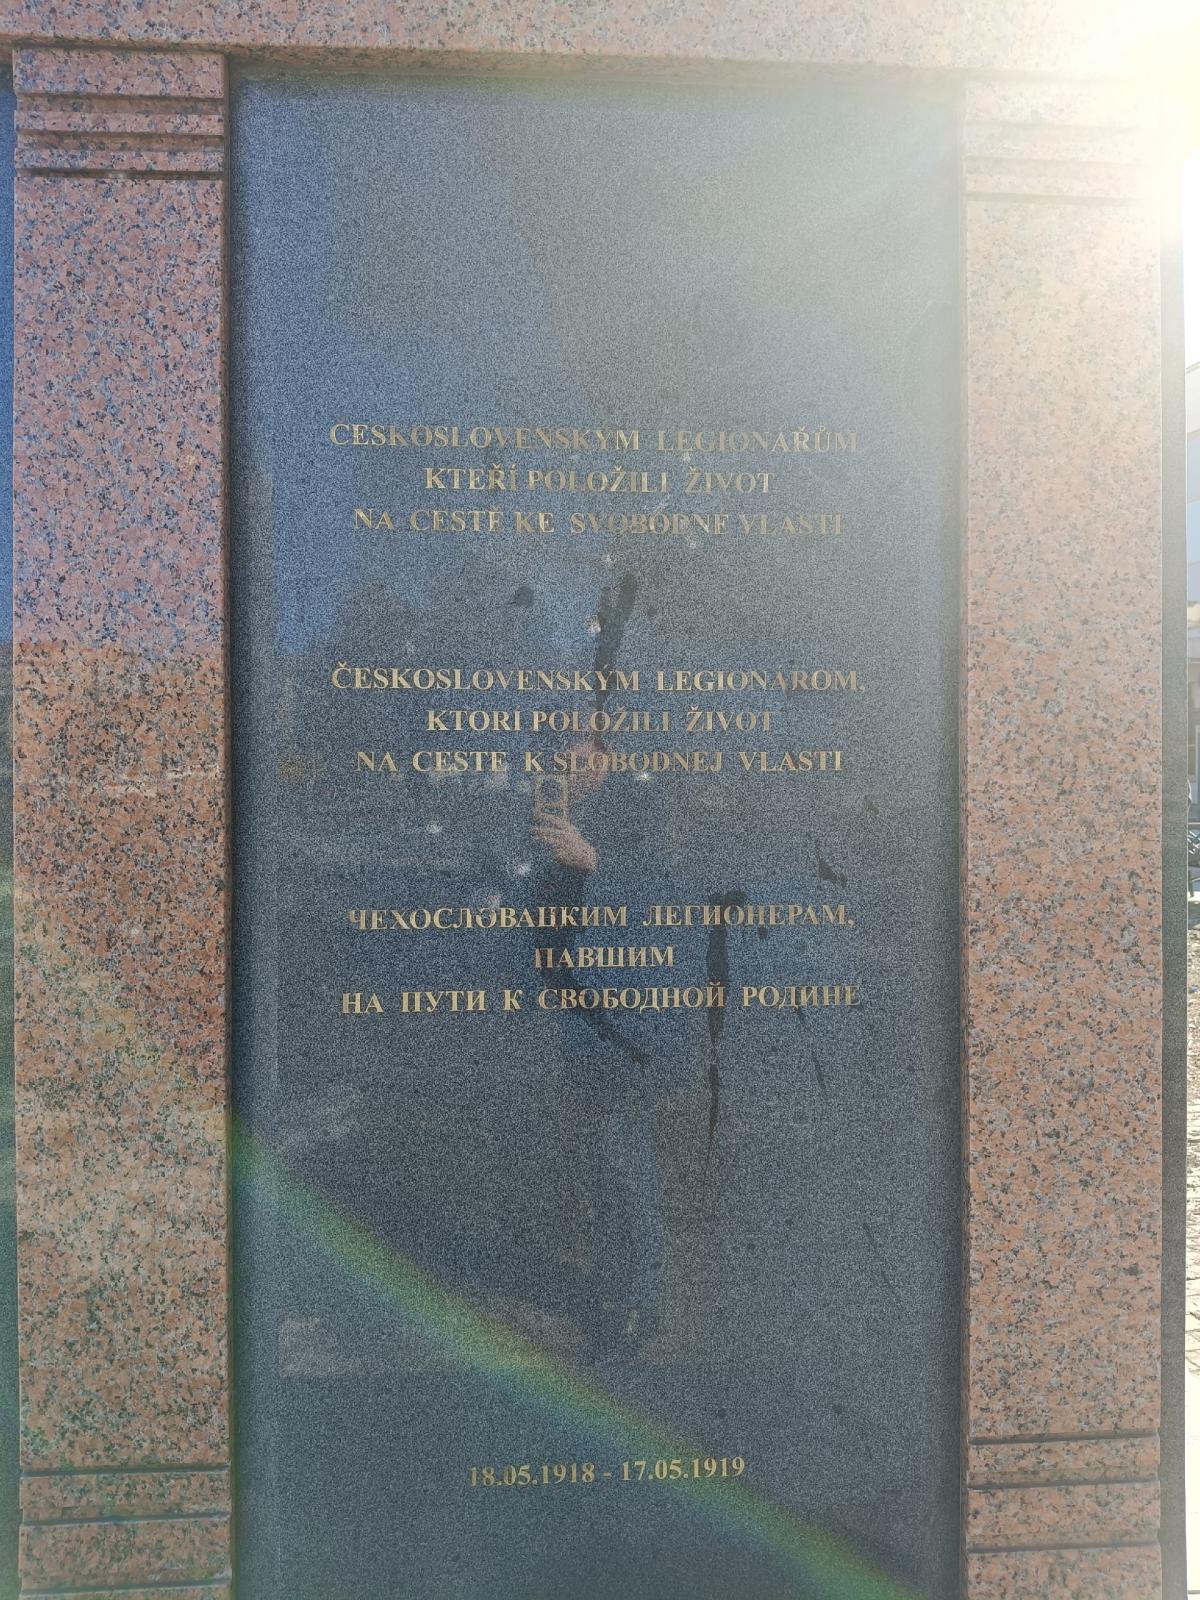 ČESKOSLOVENSKÝM LEGIONÁŘŮM
KTEŘÍ POLOŽILI ŽIVOT
NA CESTĚ KE SVOBODNÉ VLASTI
ČESKOSLOVENSKÝM LEGIONÁROM,
KTORÍ POLOŽILI ŽIVOT
NA CESTE K SLOBODNEJ VLASTI
ЧЕХОСЛОВАЦКИМ ЛЕГИОНЕРАМ,
ПАВШИМ
НА ПУТИ К СВОБОДНОЙ РОДИНЕ
18.05.1918 - 17.05.1919